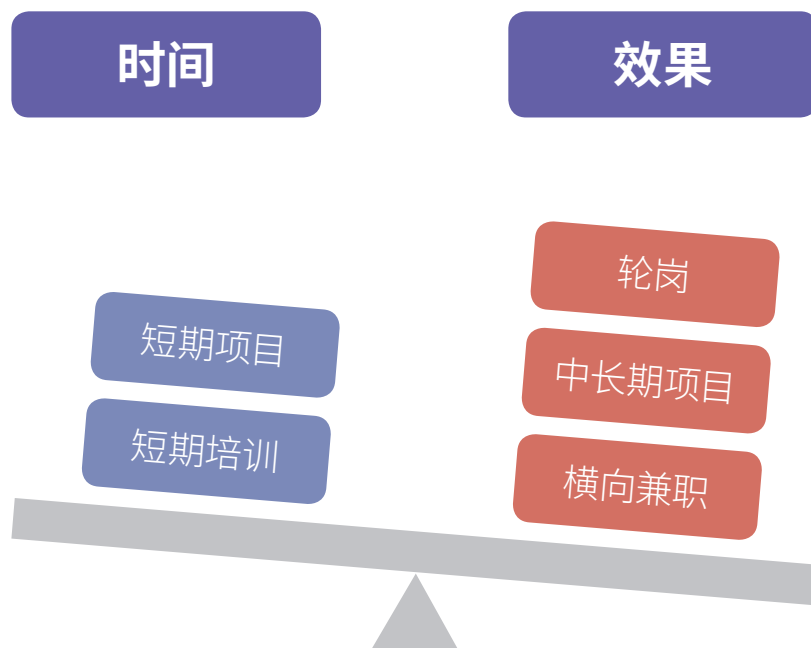 时间
效果
短期项目
短期培训
轮岗
中长期项目
横向兼职